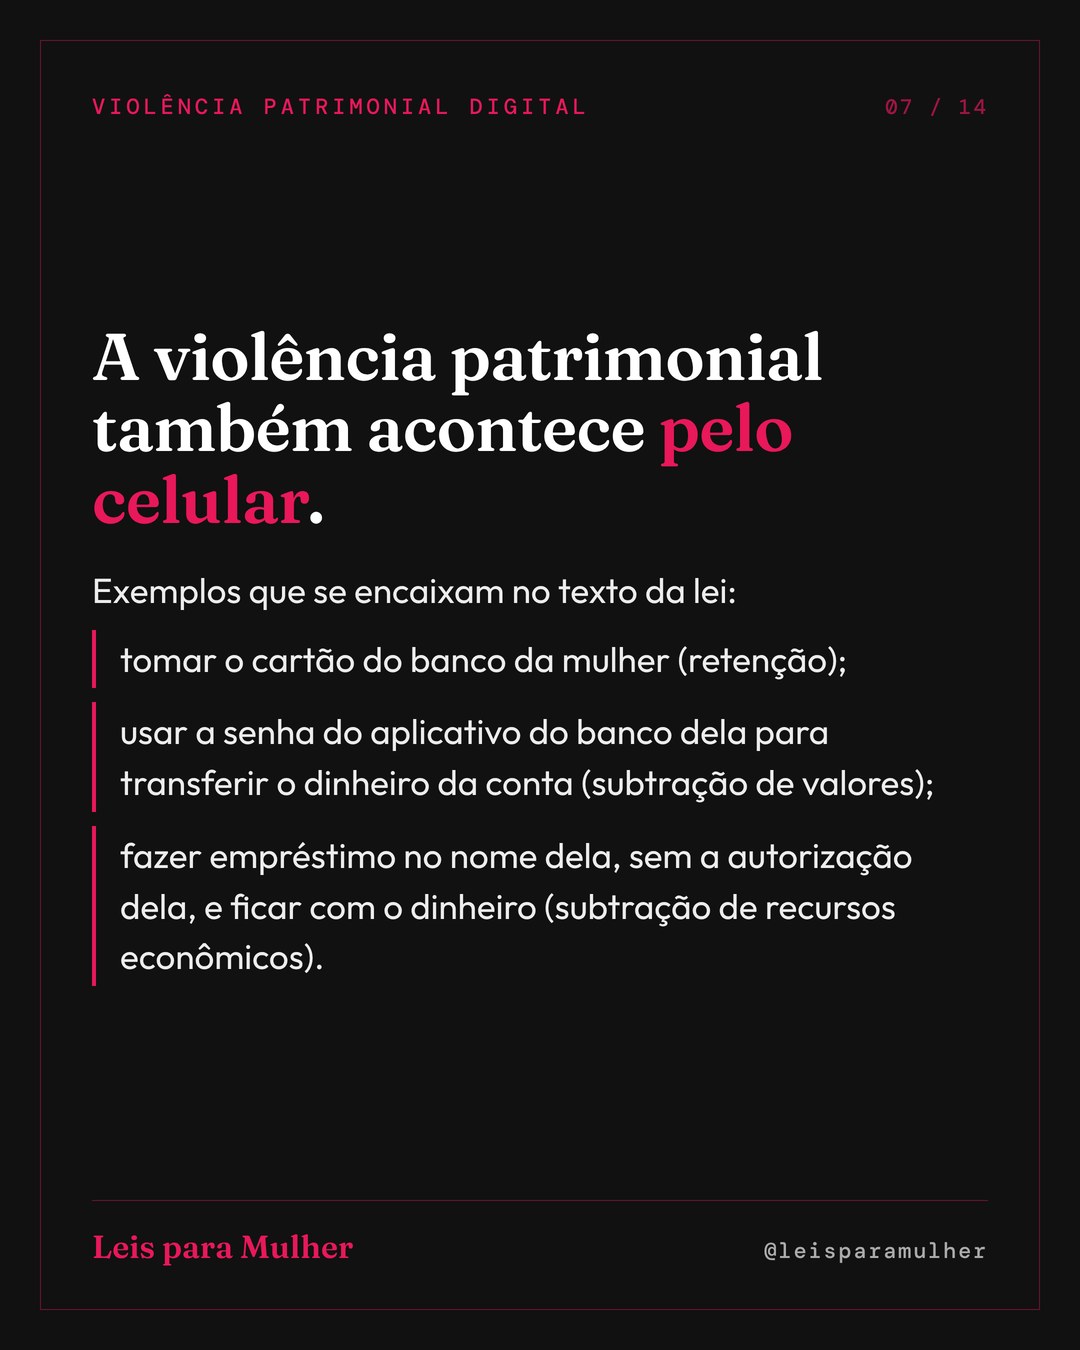 VIOLÊNCIA PATRIMONIAL DIGITAL
07 / 14
A violência patrimonial
também acontece pelo
celular.
Exemplos que se encaixam no texto da lei:
tomar o cartão do banco da mulher (retenção);
usar a senha do aplicativo do banco dela para
transferir o dinheiro da conta (subtração de valores);
fazer empréstimo no nome dela, sem a autorização
dela, e ficar com o dinheiro (subtração de recursos
econômicos).
Leis para Mulher
@leisparamulher